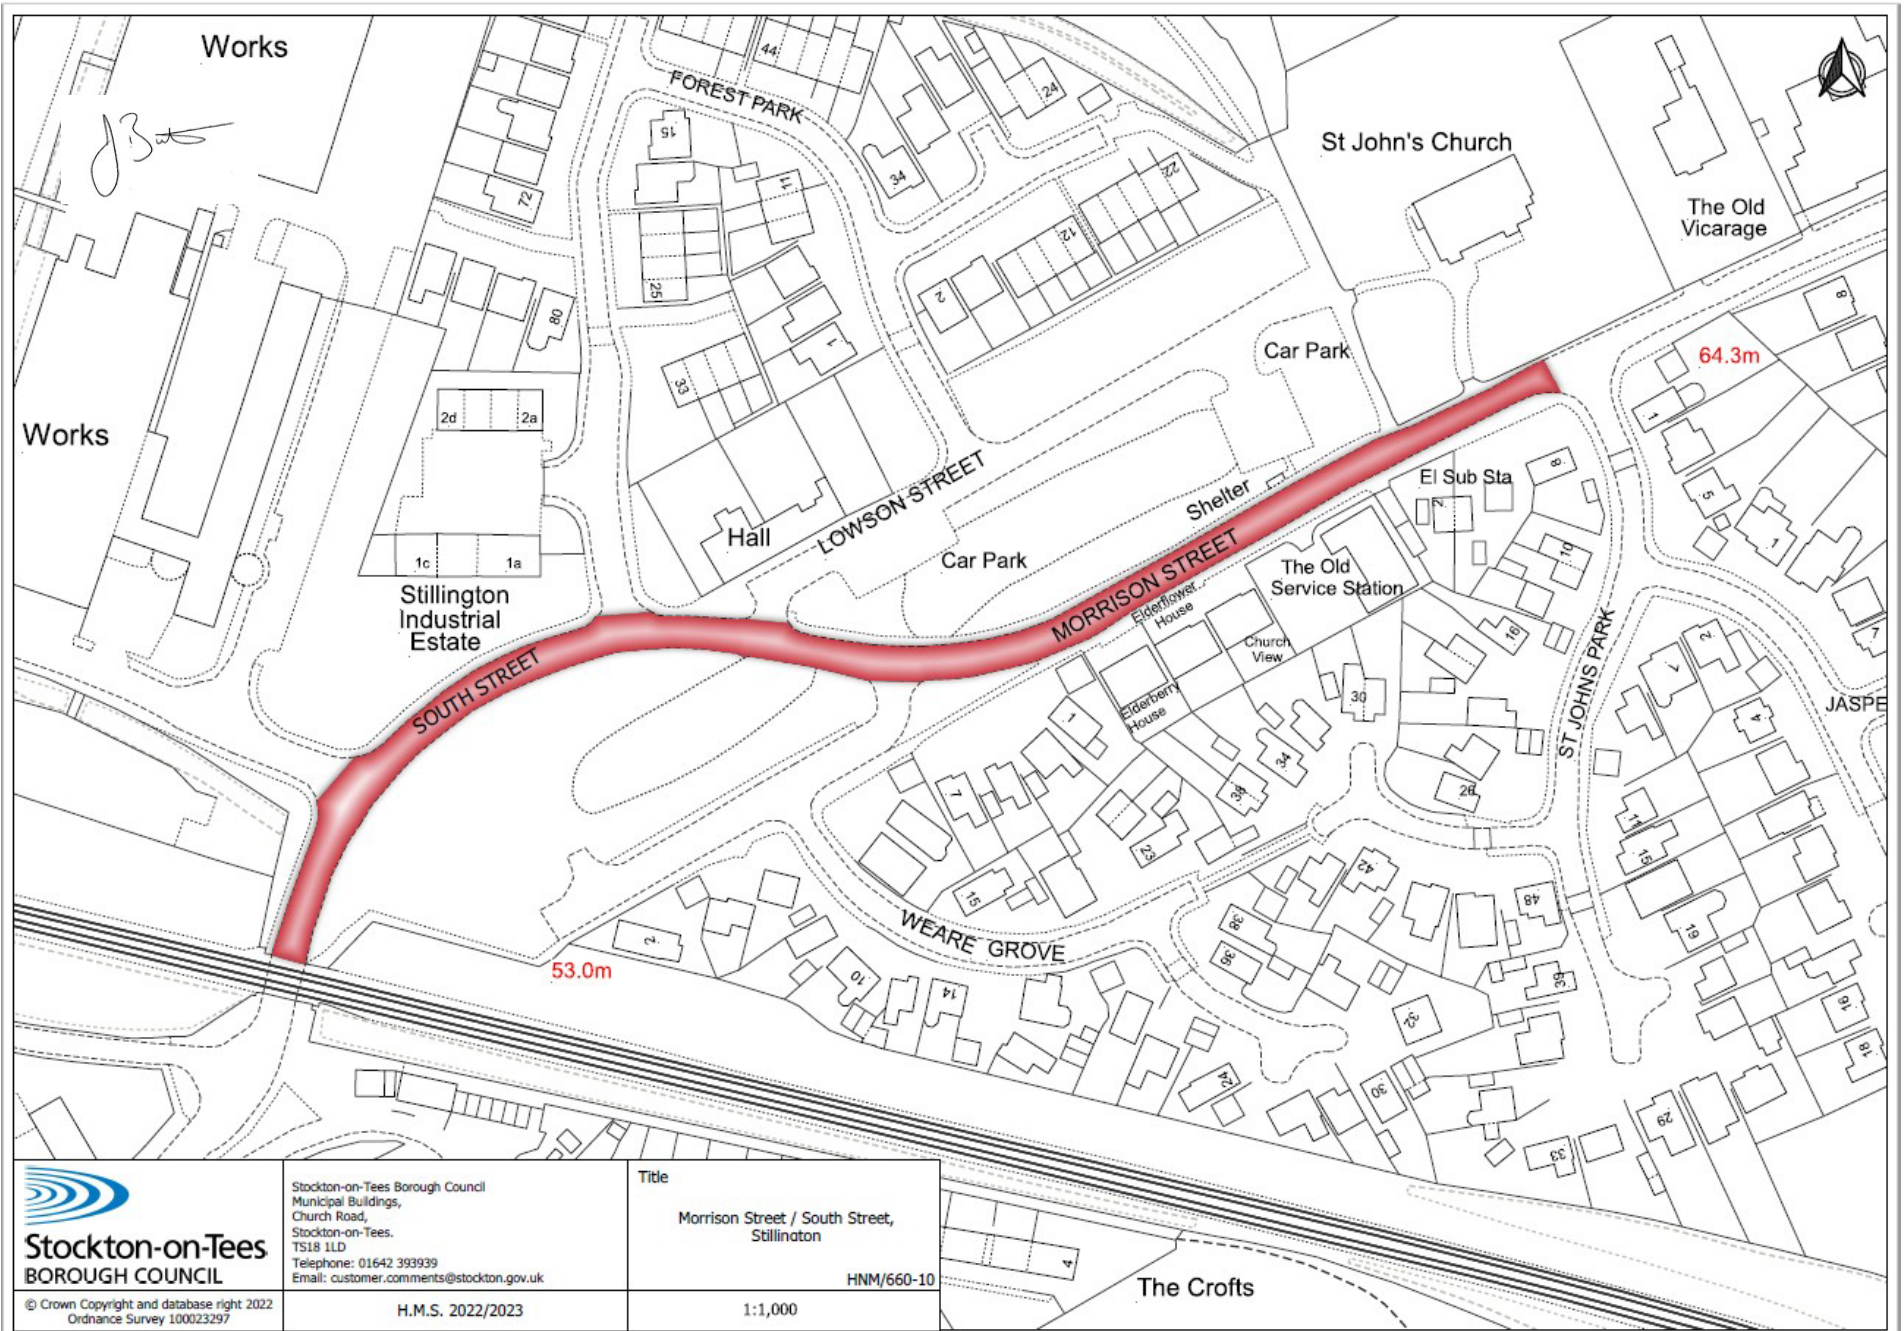 Works
44
FOREST PARK
24
15
34
St John's Church
72
11
22
The Old
Vicarage
12
25
2
8
80
Car Park
64.3m
1
33
2d
2a
1
Works
LOWSON STREET
El Sub Sta
8
5
Shelter
2
Hall
MORRISON STREET
1
1c
1a
Car Park
10
The Old
Service Station
Stillington
Industrial
Estate
Elderflower
House
16
7
SOUTH STREET
Church
View
2
1
ST JOHNS PARK
Elderberry
House
30
JASPE
1
4
34
38
26
7
11
23
15
42
15
48
WEARE GROVE
38
19
2
36
53.0m
10
39
14
32
16
18
24
30
29
33
Stockton-on-Tees
BOROUGH COUNCIL
Stockton-on-Tees Borough Council
Municipal Buildings,
Church Road,
Stockton-on-Tees.
TS18 1LD
Telephone: 01642 393939
Email: customer.comments@stockton.gov.uk
Title
Morrison Street / South Street,
Stillington
HNM/660-10
4
The Crofts
© Crown Copyright and database right 2022
Ordnance Survey 100023297
H.M.S. 2022/2023
1:1,000